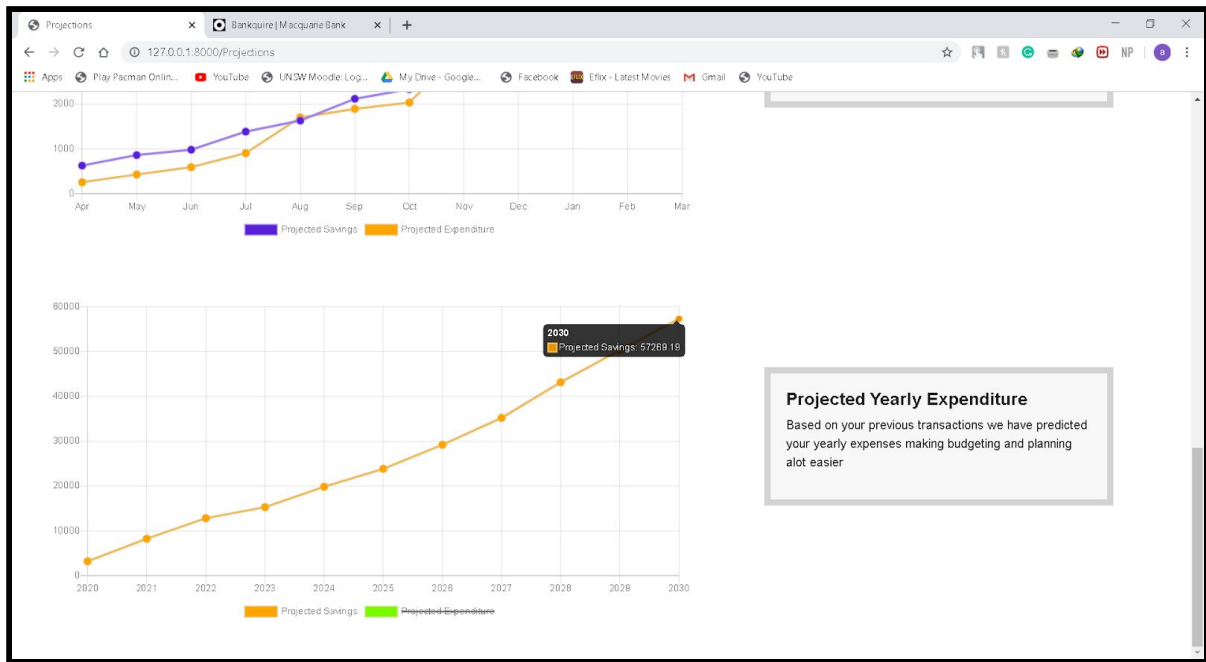 Projections
Bankquire | Macquarie Bank
127.0.0.1:8000/Projections
NP
a
Apps Play Pacman Onlin... YouTube UNSW Moodle: Log... My Drive - Google... Facebook Eflix - Latest Movies Gmail YouTube
2000
1000
0
Apr May Jun Jul Aug Sep Oct Nov Dec Jan Feb Mar
Projected Savings Projected Expenditure
60000
50000
40000
30000
20000
10000
0
2030
Projected Savings: 57269.19
2020 2021 2022 2023 2024 2025 2026 2027 2028 2029 2030
Projected Savings Projected Expenditure
Projected Yearly Expenditure
Based on your previous transactions we have predicted
your yearly expenses making budgeting and planning
alot easier